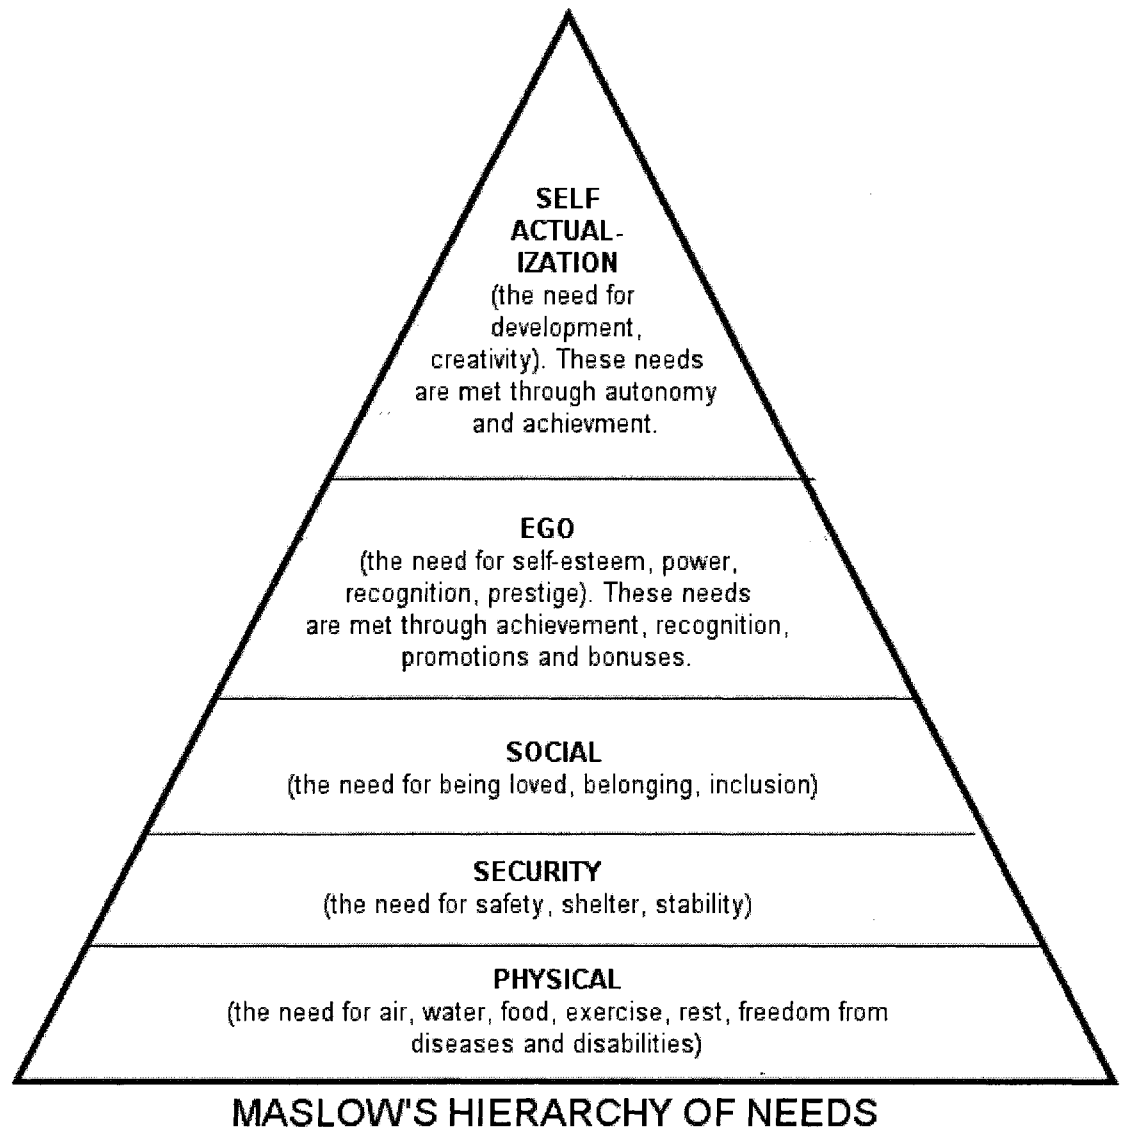 SELF
ACTUAL-
IZATION
(the need for
development,
creativity). These needs
are met through autonomy
and achievment.
EGO
(the need for self-esteem, power,
recognition, prestige). These needs
are met through achievement, recognition,
promotions and bonuses.
SOCIAL
(the need for being loved, belonging, inclusion)
SECURITY
(the need for safety, shelter, stability)
PHYSICAL
(the need for air, water, food, exercise, rest, freedom from
diseases and disabilities)
MASLOW'S HIERARCHY OF NEEDS